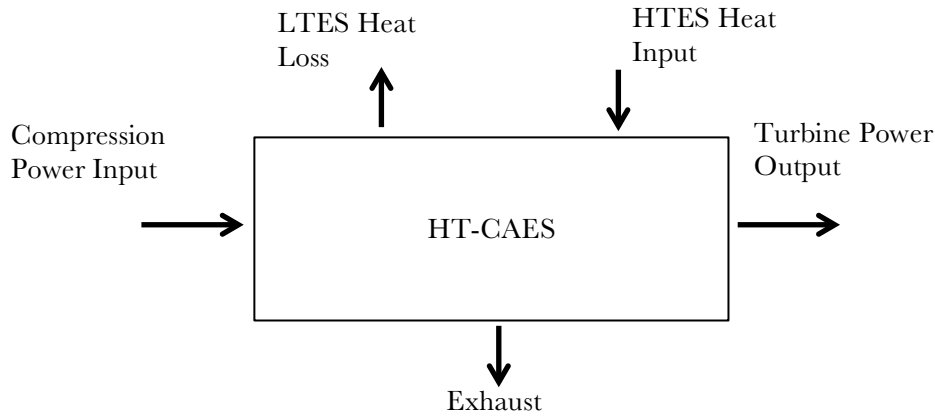 LTES Heat
Loss
HTES Heat
Input
Compression
Power Input
Turbine Power
Output
HT-CAES
Exhaust